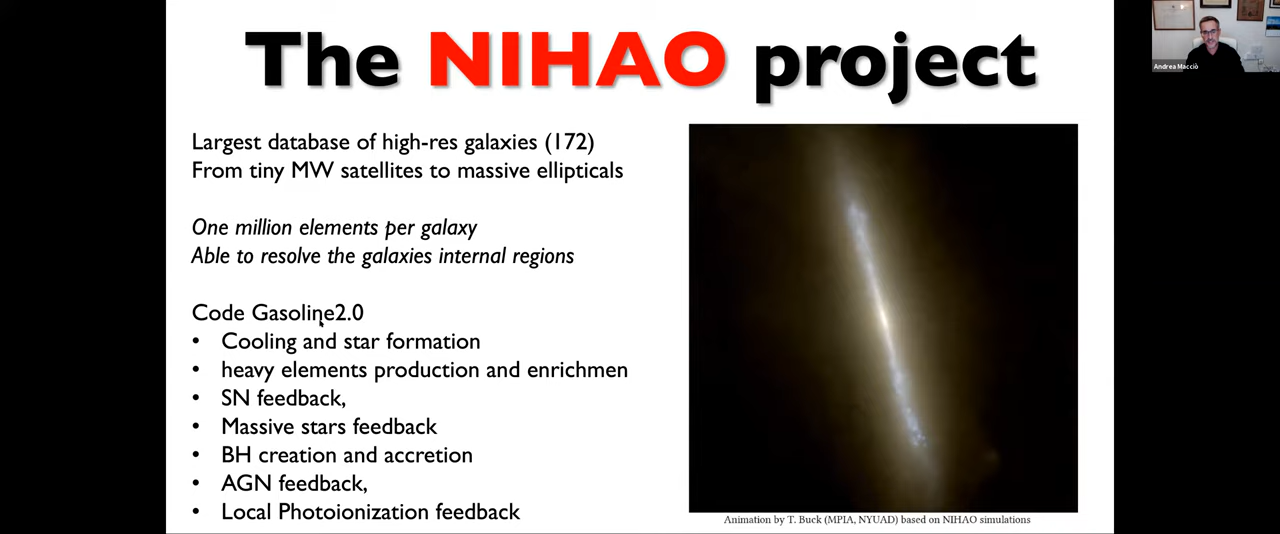 The NIHAO project
Andrea Macciò
Largest database of high-res galaxies (172)
From tiny MW satellites to massive ellipticals
One million elements per galaxy
Able to resolve the galaxies internal regions
Code Gasoline2.0
• Cooling and star formation
• heavy elements production and enrichmen
• SN feedback,
• Massive stars feedback
• BH creation and accretion
• AGN feedback,
• Local Photoionization feedback
Animation by T. Buck (MPIA, NYUAD) based on NIHAO simulations